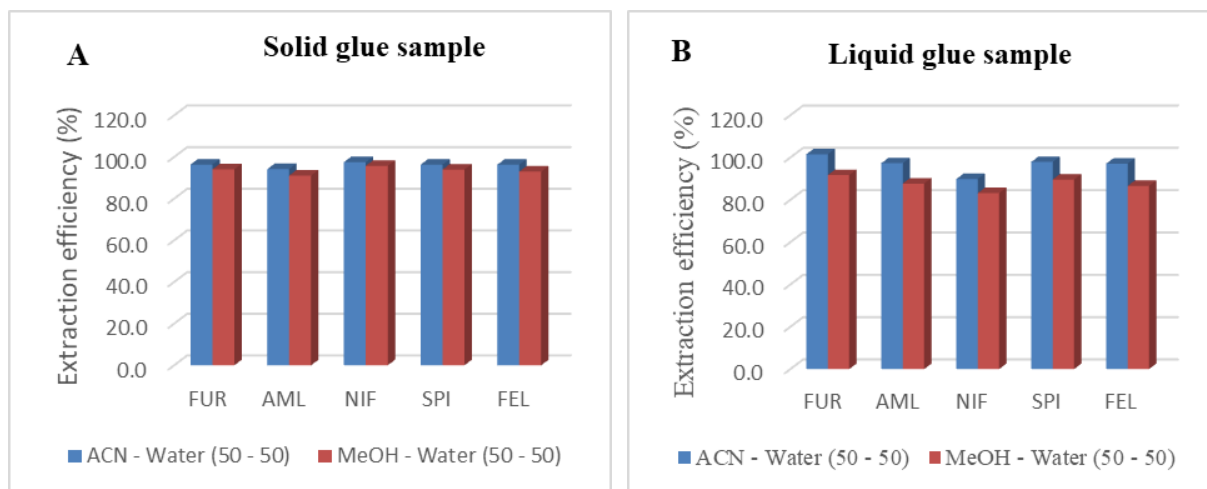 A
Solid glue sample
Extraction efficiency (%)
120.0
100.0
80.0
60.0
40.0
20.0
0.0
FUR AML NIF SPI FEL
ACN - Water (50 - 50) MeOH - Water (50 - 50)
B
Liquid glue sample
Extraction efficiency (%)
120.0
100.0
80.0
60.0
40.0
20.0
0.0
FUR AML NIF SPI FEL
ACN - Water (50 - 50) MeOH - Water (50 - 50)